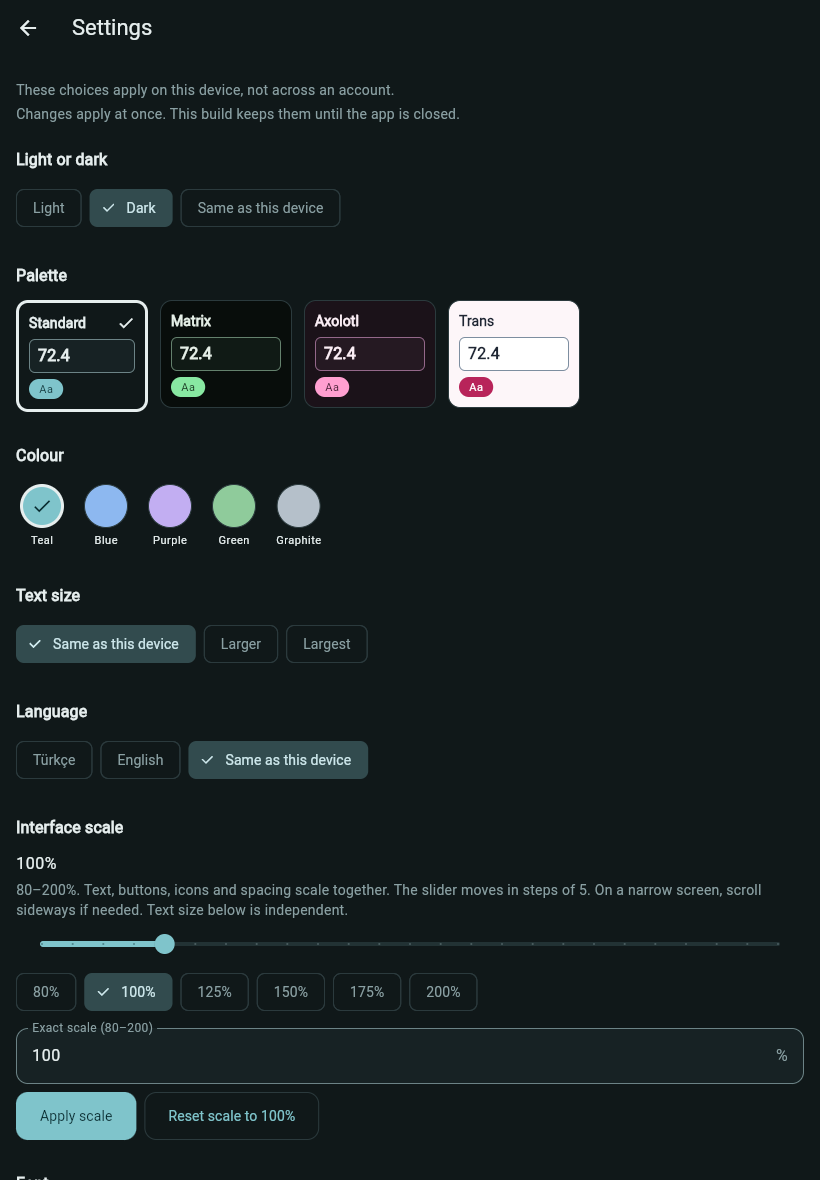 Settings
These choices apply on this device, not across an account.
Changes apply at once. This build keeps them until the app is closed.
Light or dark
Light Dark Same as this device
Palette
Standard Matrix Axolotl Trans
72.4 72.4 72.4 72.4
Aa Aa Aa Aa
Colour
Teal Blue Purple Green Graphite
Text size
Same as this device Larger Largest
Language
Türkçe English Same as this device
Interface scale
100%
80–200%. Text, buttons, icons and spacing scale together. The slider moves in steps of 5. On a narrow screen, scroll
sideways if needed. Text size below is independent.
80% 100% 125% 150% 175% 200%
Exact scale (80–200)
100 %
Apply scale Reset scale to 100%